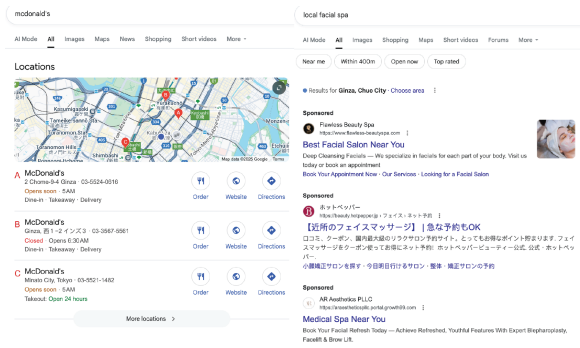 mcdonald's
AI Mode All Images Maps News Shopping Short videos More
Locations
Kasumigaseki
Toranomon
Map data ©2025 Google Terms
A McDonald's
2 Chome-9-4 Ginza · 03-5524-0616
Opens soon · 5 AM
Dine-in · Takeaway · Delivery
Order Website Directions
B McDonald's
Ginza, 西1−2 インズ3 · 03-3567-5561
Closed · Opens 6:30 AM
Dine-in · Takeaway · Delivery
Order Website Directions
C McDonald's
Minato City, Tokyo · 03-5521-1482
Opens soon · 5 AM
Takeout: Open 24 hours
Order Website Directions
More locations
local facial spa
AI Mode All Images Shopping Maps Short videos Forums More
Near me Within 400m Open now Top rated
Results for Ginza, Chuo City · Choose area
Sponsored
Flawless Beauty Spa
https://www.flawless-beautyspa.com
Best Facial Salon Near You
Deep Cleansing Facials — We specialize in facials for each part of your body. Visit us
today or book an appointment
Book Your Appointment Now · Our Services · Looking for a Facial Salon
Sponsored
ホットペッパー
https://beauty.hotpepper.jp › フェイス・ネット予約
【近所のフェイスマッサージ】 | 急な予約もOK
口コミ、クーポン、国内最大級のリラクサロン予約サイト。とってもお得なポイント貯まります. フェイ
スマッサージをクーポン使ってお得にネット予約! ホットペッパービューティー公式. 公式・ホットペッ
パー.
小顔矯正サロンを探す · 今日明日行けるサロン · 整体・矯正サロンの予約
Sponsored
AR Aesthetics PLLC
Medical Spa Near You
Book Your Facial Refresh Today — Achieve Refreshed, Youthful Features With Expert Blepharoplasty,
Facelift & Brow Lift.